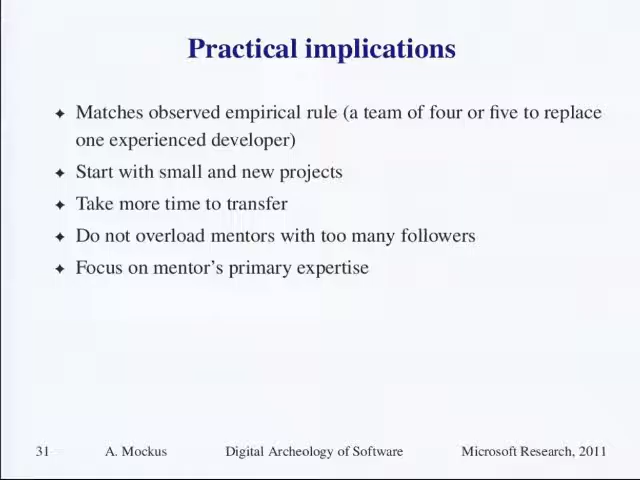 Practical implications
✦ Matches observed empirical rule (a team of four or five to replace
one experienced developer)
✦ Start with small and new projects
✦ Take more time to transfer
✦ Do not overload mentors with too many followers
✦ Focus on mentor's primary expertise
31 A. Mockus Digital Archeology of Software Microsoft Research, 2011